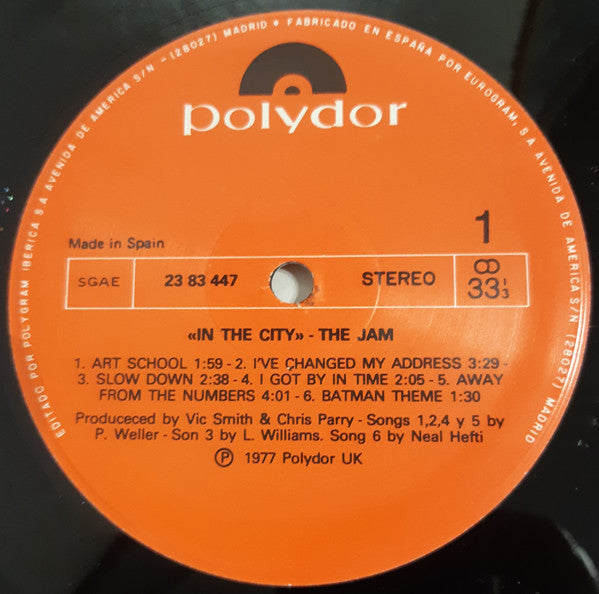 EDITADO POR POLYGRAM IBERICA S.A AVENIDA DE AMERICA S/N - (28027) MADRID • FABRICADO EN ESPAÑA POR EUROGRAM, S.A AVENIDA DE AMERICA S/N (28027) MADRID
polydor
Made in Spain
1
SGAE
23 83 447
STEREO
33 1/3
«IN THE CITY» - THE JAM
1. ART SCHOOL 1:59 - 2. I'VE CHANGED MY ADDRESS 3:29 -
3. SLOW DOWN 2:38 - 4. I GOT BY IN TIME 2:05 - 5. AWAY
FROM THE NUMBERS 4:01 - 6. BATMAN THEME 1:30
Produceced by Vic Smith & Chris Parry - Songs 1,2,4 y 5 by
P. Weller - Son 3 by L. Williams. Song 6 by Neal Hefti
℗ 1977 Polydor UK